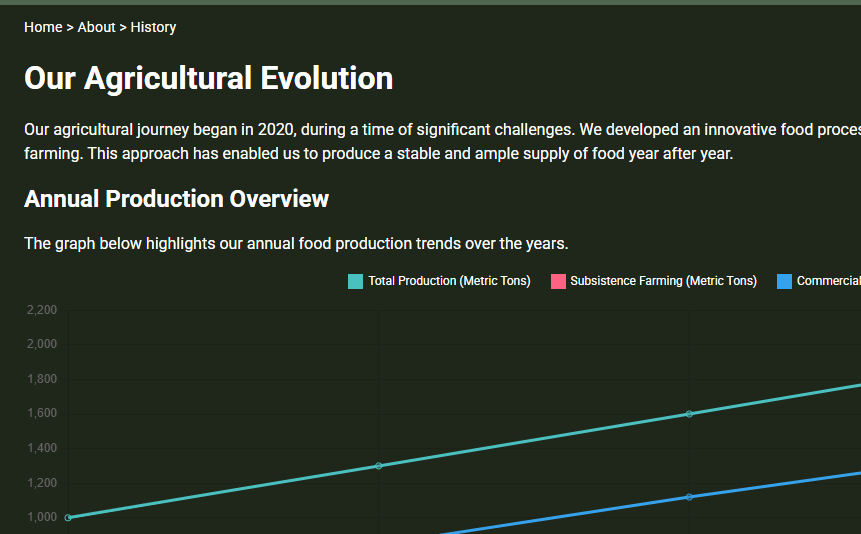 Home > About > History
Our Agricultural Evolution
Our agricultural journey began in 2020, during a time of significant challenges. We developed an innovative food
farming. This approach has enabled us to produce a stable and ample supply of food year after year.
Annual Production Overview
The graph below highlights our annual food production trends over the years.
Total Production (Metric Tons) Subsistence Farming (Metric Tons) Commercial
2,200
2,000
1,800
1,600
1,400
1,200
1,000